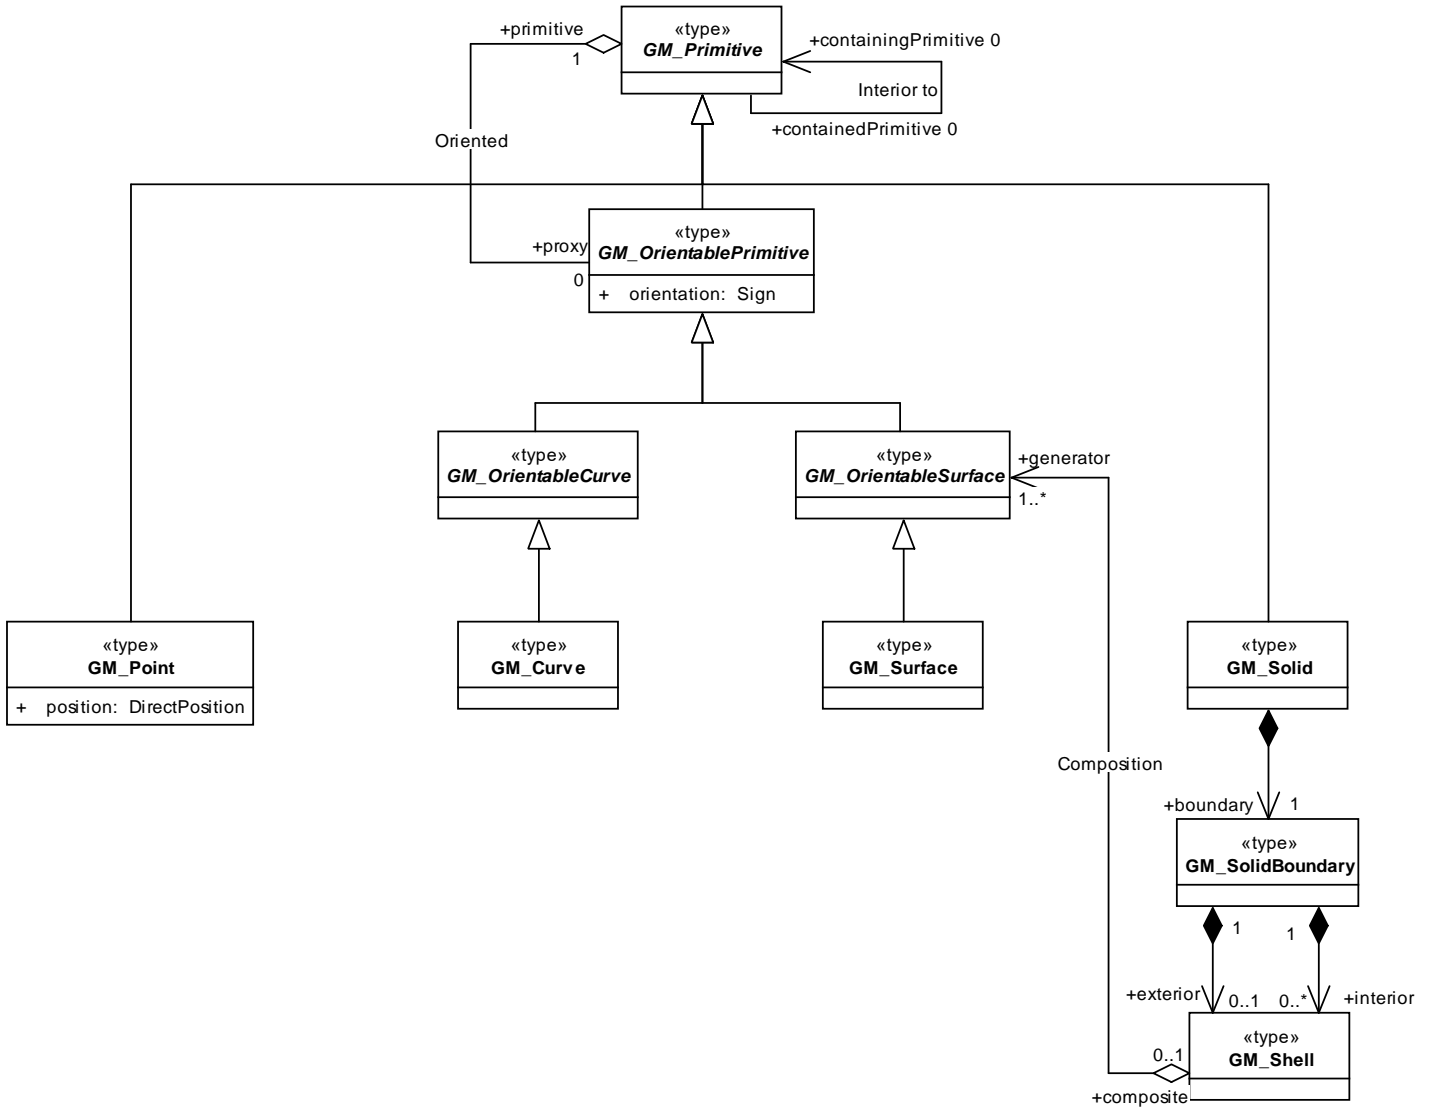 «type»
GM_Primitive
+primitive
1
+containingPrimitive 0
Interior to
+containedPrimitive 0
Oriented
«type»
GM_OrientablePrimitive
+ orientation: Sign
+proxy
0
«type»
GM_OrientableCurve
«type»
GM_OrientableSurface
+generator
1..*
«type»
GM_Point
+ position: DirectPosition
«type»
GM_Curve
«type»
GM_Surface
«type»
GM_Solid
Composition
+boundary 1
«type»
GM_SolidBoundary
1 1
+exterior 0..1 0..* +interior
«type»
GM_Shell
0..1
+composite